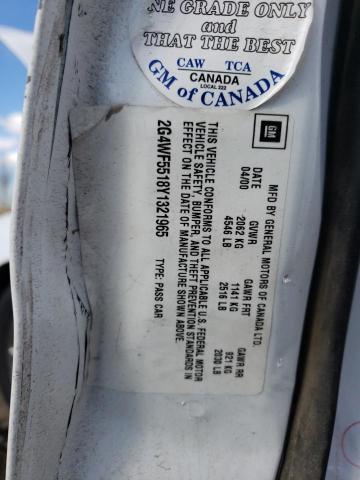 NE GRADE ONLY
AND THAT THE BEST
CAW TCA
CANADA
LOCAL 222
GM of CANADA
GM
MFD BY GENERAL MOTORS OF CANADA LTD.
DATE GVWR GAWR FRT GAWR RR
04/00 2062 KG 1141 KG 921 KG
4546 LB 2516 LB 2030 LB
THIS VEHICLE CONFORMS TO ALL APPLICABLE U.S. FEDERAL MOTOR
VEHICLE SAFETY, BUMPER, AND THEFT PREVENTION STANDARDS IN
EFFECT ON THE DATE OF MANUFACTURE SHOWN ABOVE.
2G4WF5518Y1321965 TYPE: PASS CAR